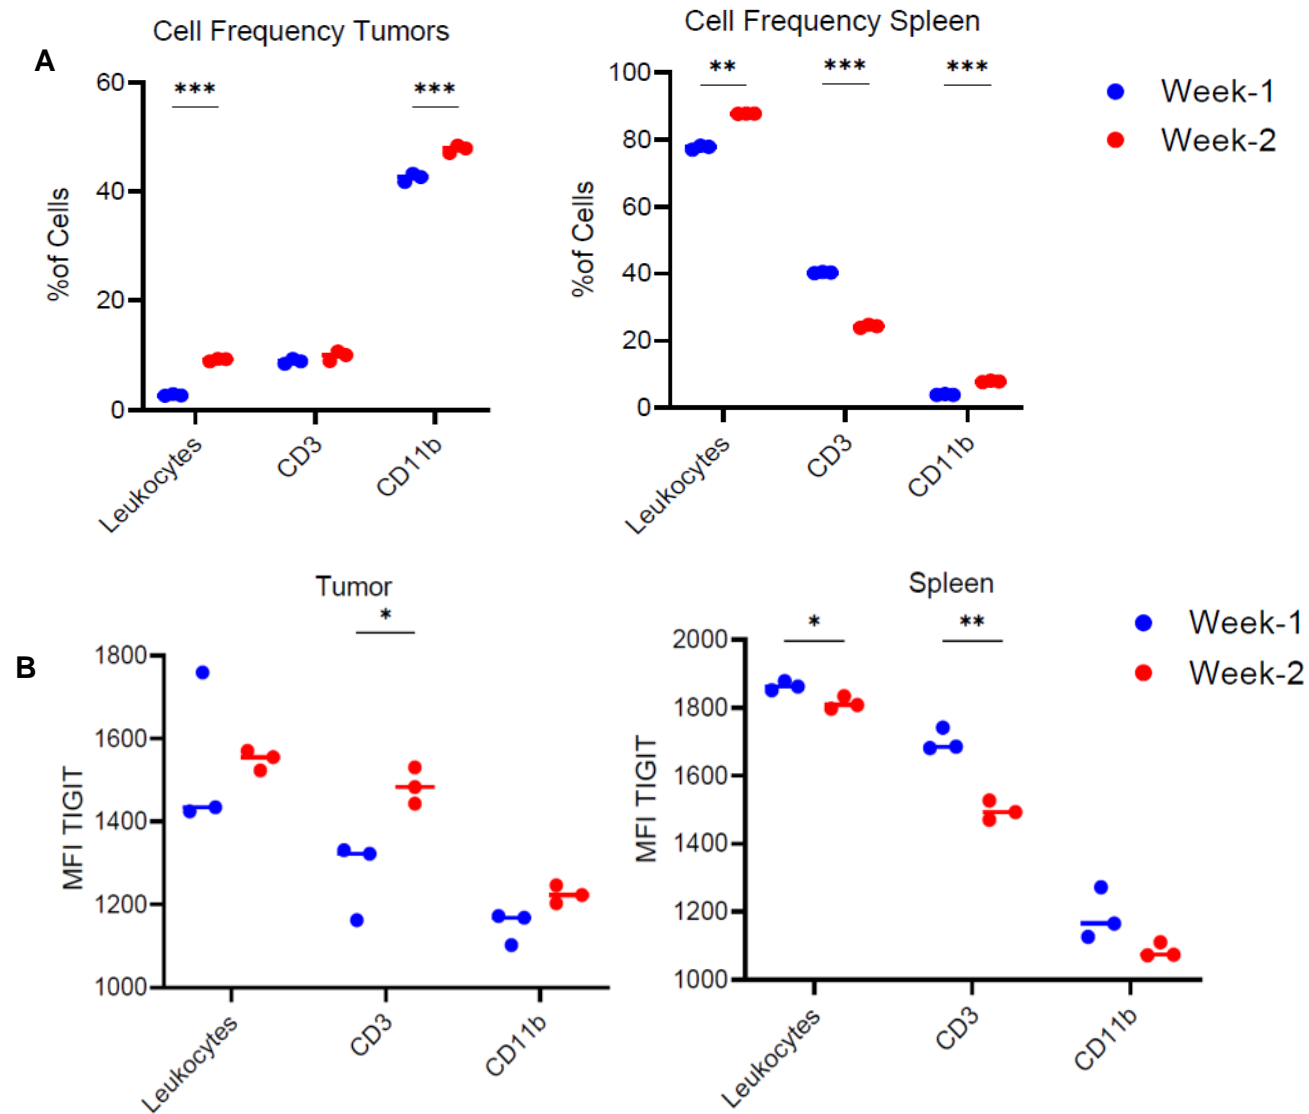 A
Cell Frequency Tumors
*** ***
%of Cells
60
40
20
0
Leukocytes
CD3
CD11b
Cell Frequency Spleen
** *** ***
%of Cells
100
80
60
40
20
0
Leukocytes
CD3
CD11b
Week-1
Week-2
B
Tumor
*
MFI TIGIT
1800
1600
1400
1200
1000
Leukocytes
CD3
CD11b
Spleen
* **
MFI TIGIT
2000
1800
1600
1400
1200
1000
Leukocytes
CD3
CD11b
Week-1
Week-2